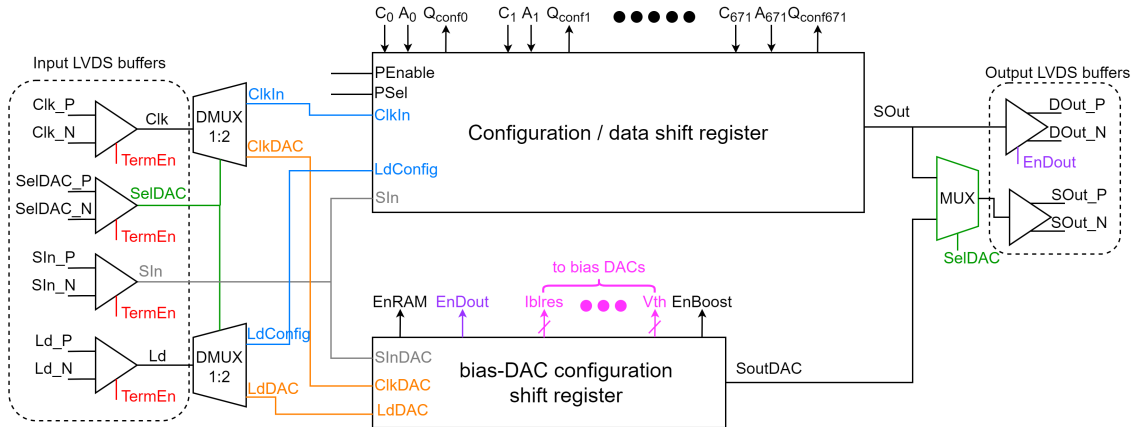 C0 A0 Qconf0 C1 A1 Qconf1 C671 A671 Qconf671
Input LVDS buffers
Output LVDS buffers
Clk_P
Clk_N
Clk
TermEn
DMUX
1:2
ClkIn
ClkDAC
PEnable
PSel
ClkIn
LdConfig
SIn
Configuration / data shift register
SOut
DOut_P
DOut_N
EnDout
SelDAC_P
SelDAC_N
SelDAC
TermEn
MUX
SOut_P
SOut_N
SelDAC
SIn_P
SIn_N
SIn
TermEn
to bias DACs
EnRAM EnDout Iblres Vth EnBoost
Ld_P
Ld_N
Ld
TermEn
DMUX
1:2
LdConfig
LdDAC
SInDAC
ClkDAC
LdDAC
bias-DAC configuration
shift register
SoutDAC